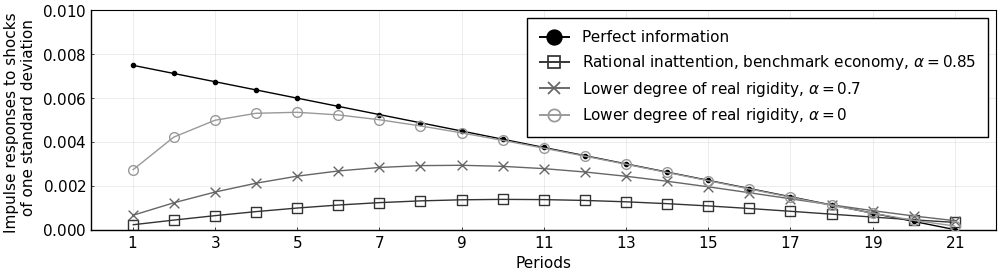 Impulse responses to shocks
of one standard deviation
0.010
0.008
0.006
0.004
0.002
0.000
Perfect information
Rational inattention, benchmark economy, α = 0.85
Lower degree of real rigidity, α = 0.7
Lower degree of real rigidity, α = 0
1 3 5 7 9 11 13 15 17 19 21
Periods